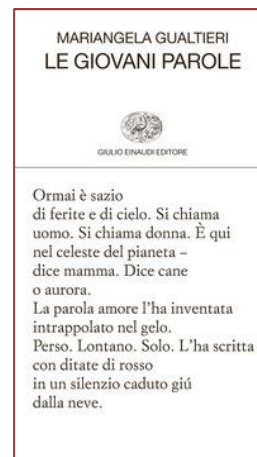 MARIANGELA GUALTIERI
LE GIOVANI PAROLE
GIULIO EINAUDI EDITORE
Ormai è sazio
di ferite e di cielo. Si chiama
uomo. Si chiama donna. È qui
nel celeste del pianeta –
dice mamma. Dice cane
o aurora.
La parola amore l'ha inventata
intrappolato nel gelo.
Perso. Lontano. Solo. L'ha scritta
con ditate di rosso
in un silenzio caduto giú
dalla neve.